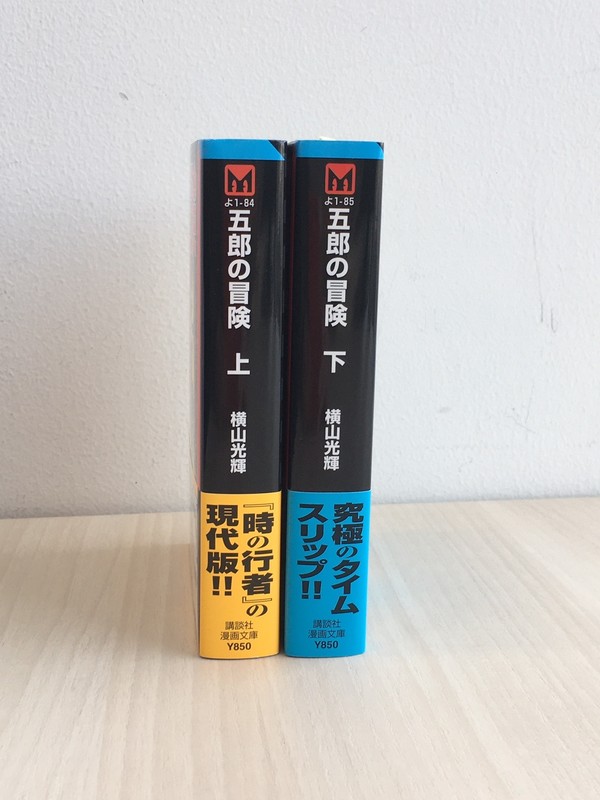 よ1-84
五郎の冒険 上
横山光輝
『時の行者』の
現代版!!
講談社
漫画文庫
Y850
よ1-85
五郎の冒険 下
横山光輝
究極のタイム
スリップ!!
講談社
漫画文庫
Y850